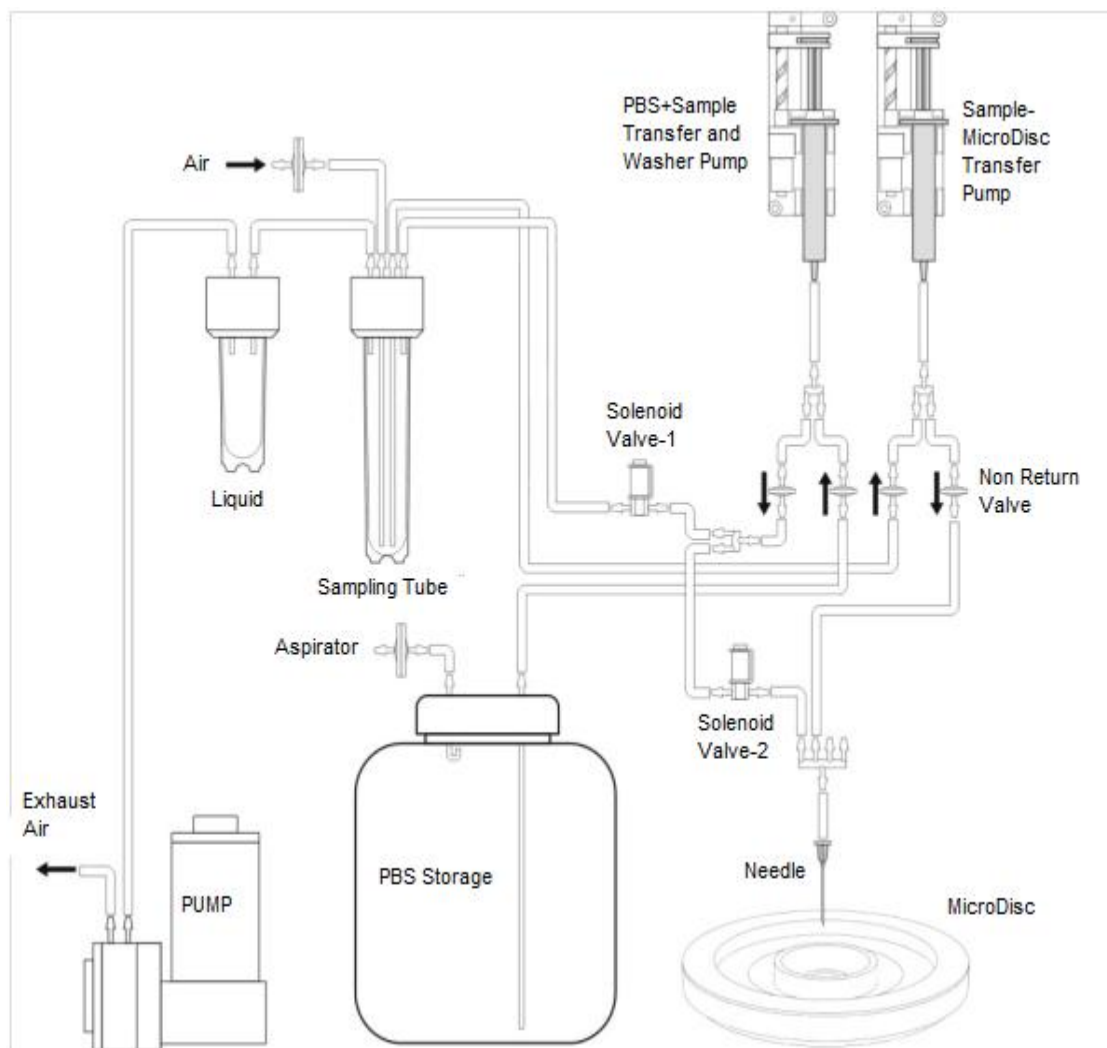 PBS+Sample
Transfer and
Washer Pump
Sample-
MicroDisc
Transfer
Pump
Air
Solenoid
Valve-1
Non Return
Valve
Liquid
Sampling Tube
Aspirator
Solenoid
Valve-2
Exhaust
Air
PUMP
PBS Storage
Needle
MicroDisc